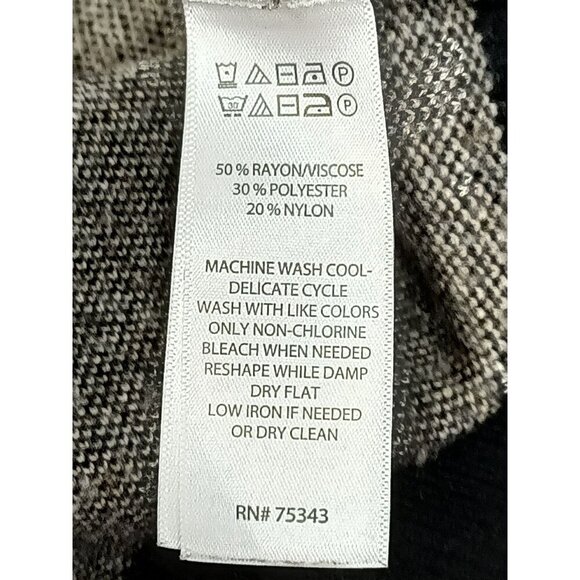 P
30 P
50 % RAYON/VISCOSE
30 % POLYESTER
20 % NYLON
MACHINE WASH COOL-
DELICATE CYCLE
WASH WITH LIKE COLORS
ONLY NON-CHLORINE
BLEACH WHEN NEEDED
RESHAPE WHILE DAMP
DRY FLAT
LOW IRON IF NEEDED
OR DRY CLEAN
RN# 75343